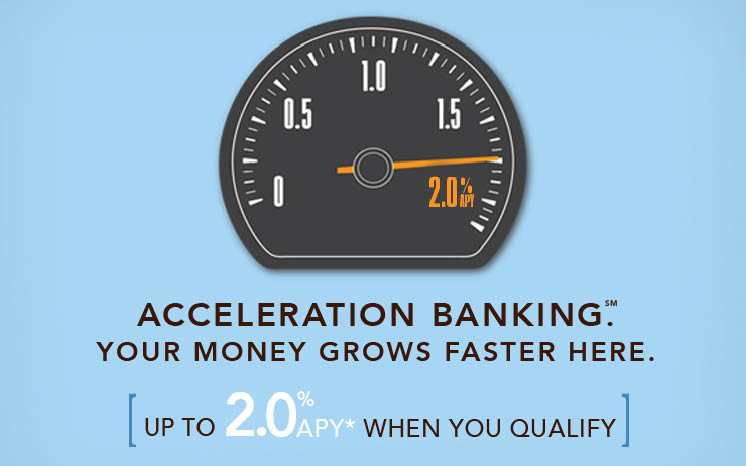 1.0
0.5 1.5
0 2.0% APY
ACCELERATION BANKING.℠
YOUR MONEY GROWS FASTER HERE.
[UP TO 2.0% APY* WHEN YOU QUALIFY]